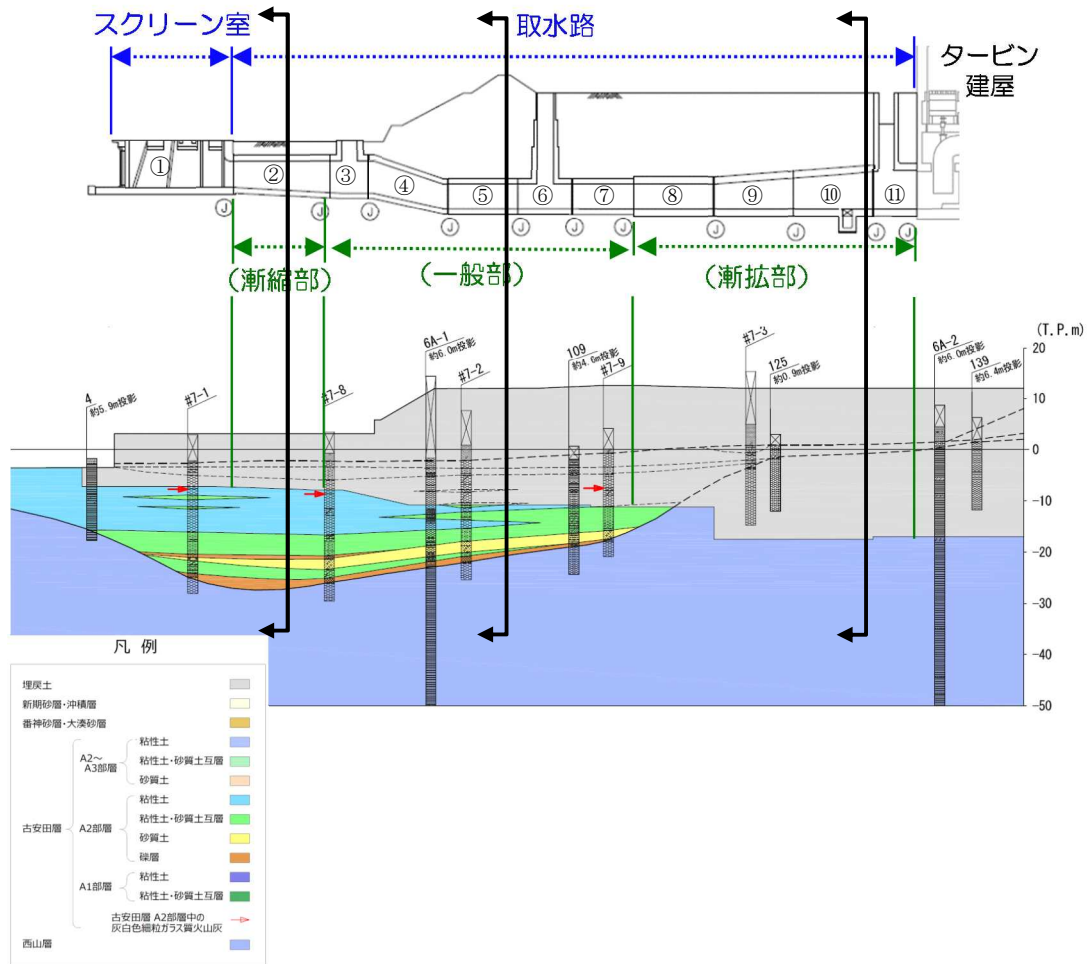 スクリーン室
取水路
タービン
建屋
①
②
③
④
⑤
⑥
⑦
⑧
⑨
⑩
⑪
J
J
J
J
J
J
J
J
J
J
(漸縮部)
(一般部)
(漸拡部)
(T.P.m)
4
約5.9m投影
#7-1
#7-8
6A-1
約6.0m投影
#7-2
109
約4.6m投影
#7-9
#7-3
125
約0.9m投影
6A-2
約6.0m投影
139
約6.4m投影
20
10
0
-10
-20
-30
-40
-50
凡 例
埋戻土
新期砂層・沖積層
番神砂層・大湊砂層
古安田層
A2～
A3部層
粘性土
粘性土・砂質土互層
砂質土
A2部層
粘性土
粘性土・砂質土互層
砂質土
礫層
A1部層
粘性土
粘性土・砂質土互層
古安田層 A2部層中の
灰白色細粒ガラス質火山灰
西山層